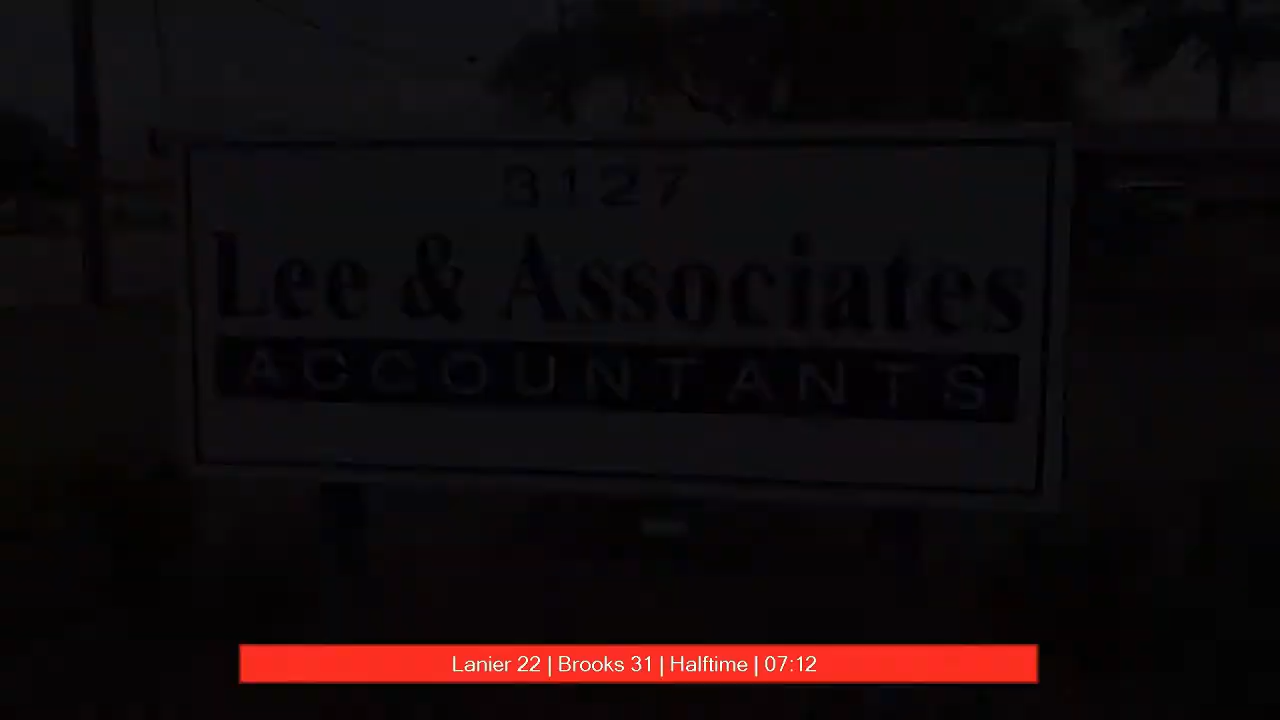 3127
Lee & Associates
ACCOUNTANTS
Lanier 22 | Brooks 31 | Halftime | 07:12